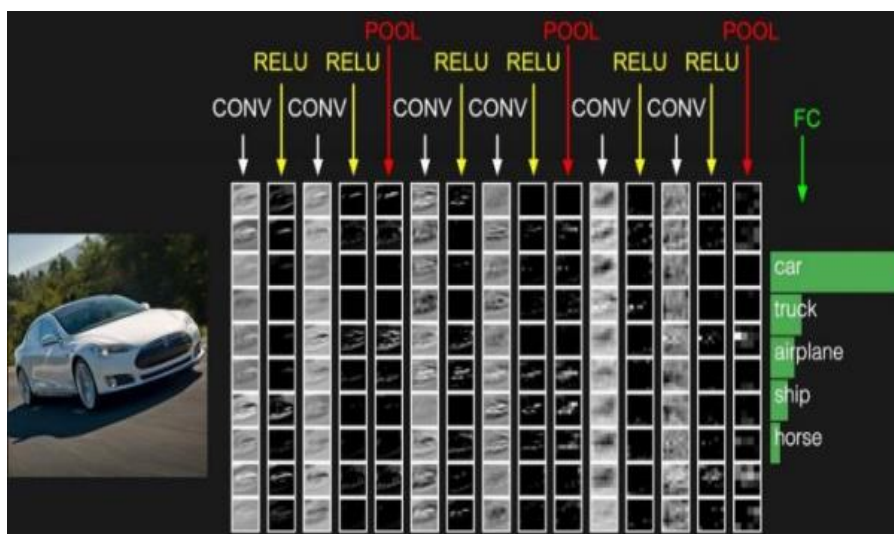 POOL POOL POOL
RELU RELU RELU RELU RELU RELU
CONV CONV CONV CONV CONV CONV
FC
car
truck
airplane
ship
horse